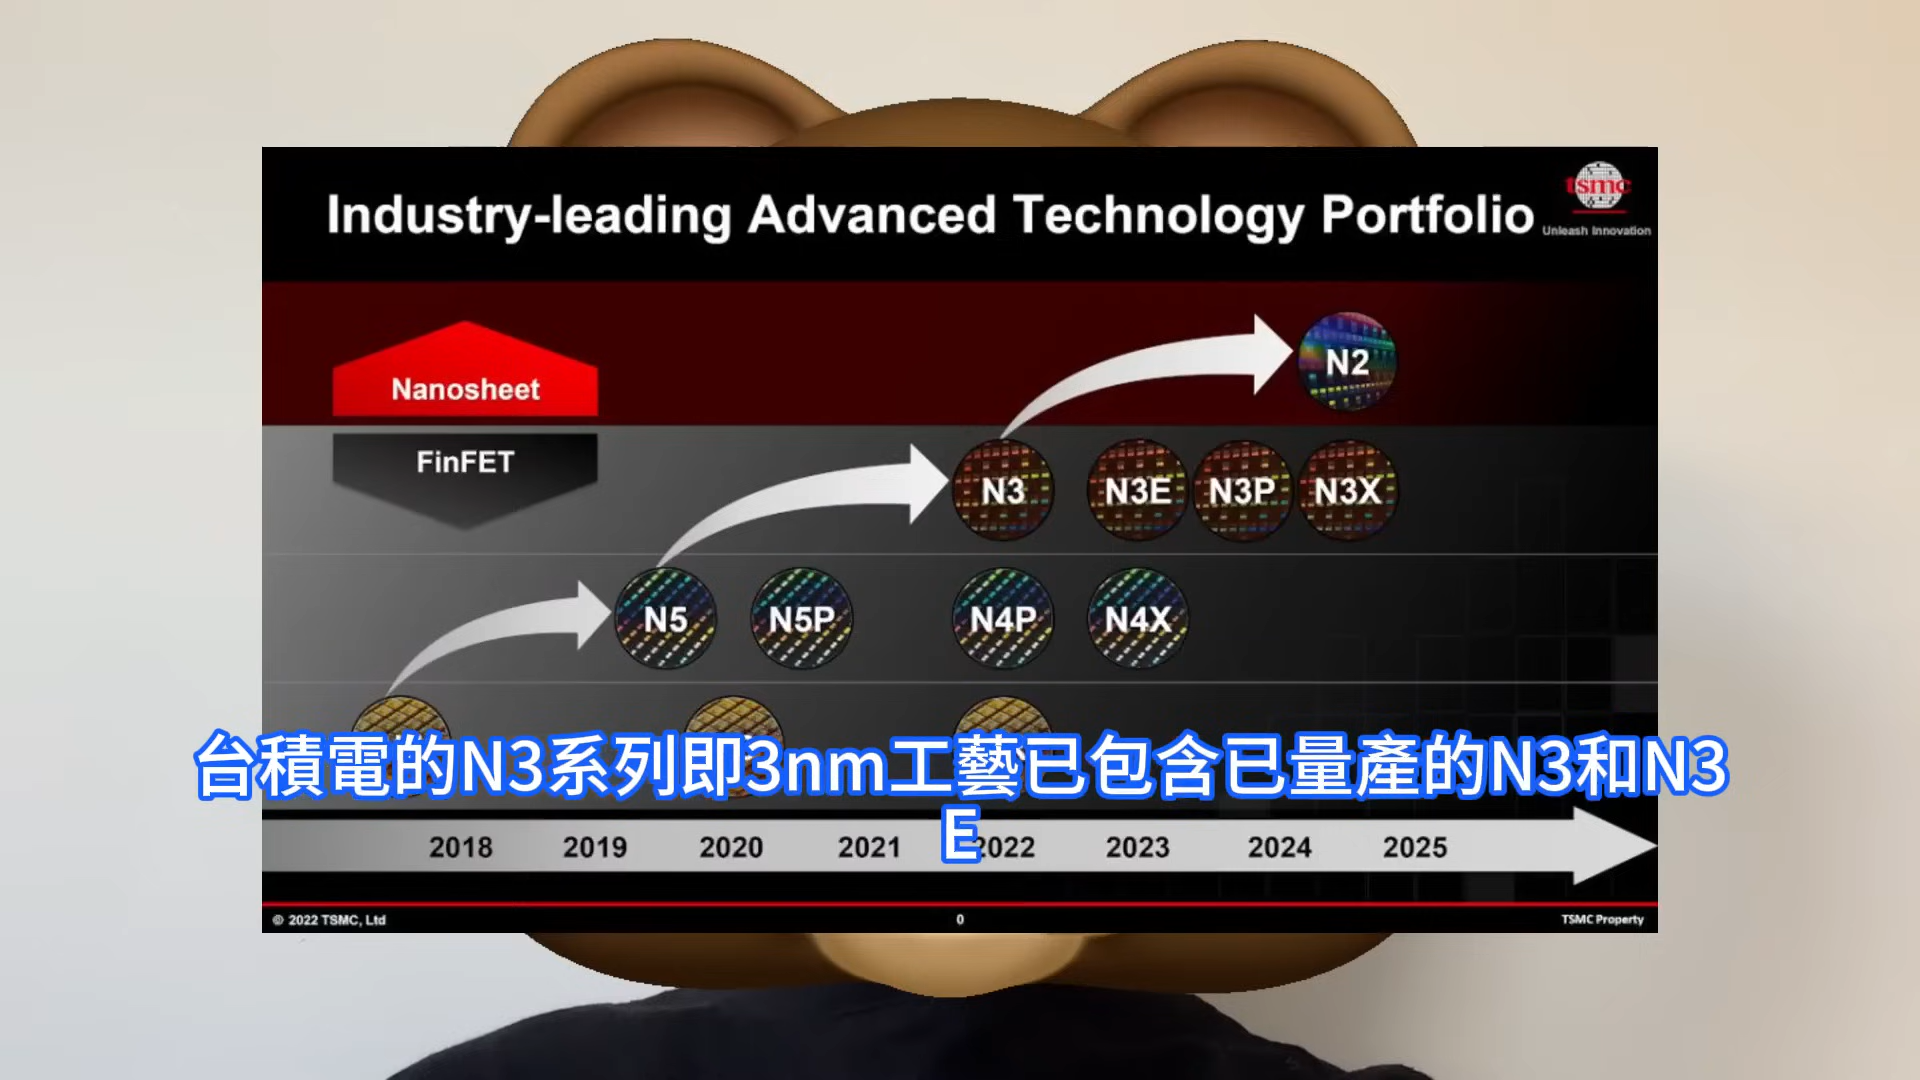 Industry-leading Advanced Technology Portfolio
tsmc
Unleash Innovation
N2
Nanosheet
FinFET
N3
N3E
N3P
N3X
N5
N5P
N4P
N4X
台積電的N3系列即3nm工藝已包含已量產的N3和N3
E
2018
2019
2020
2021
2022
2023
2024
2025
© 2022 TSMC, Ltd
0
TSMC Property